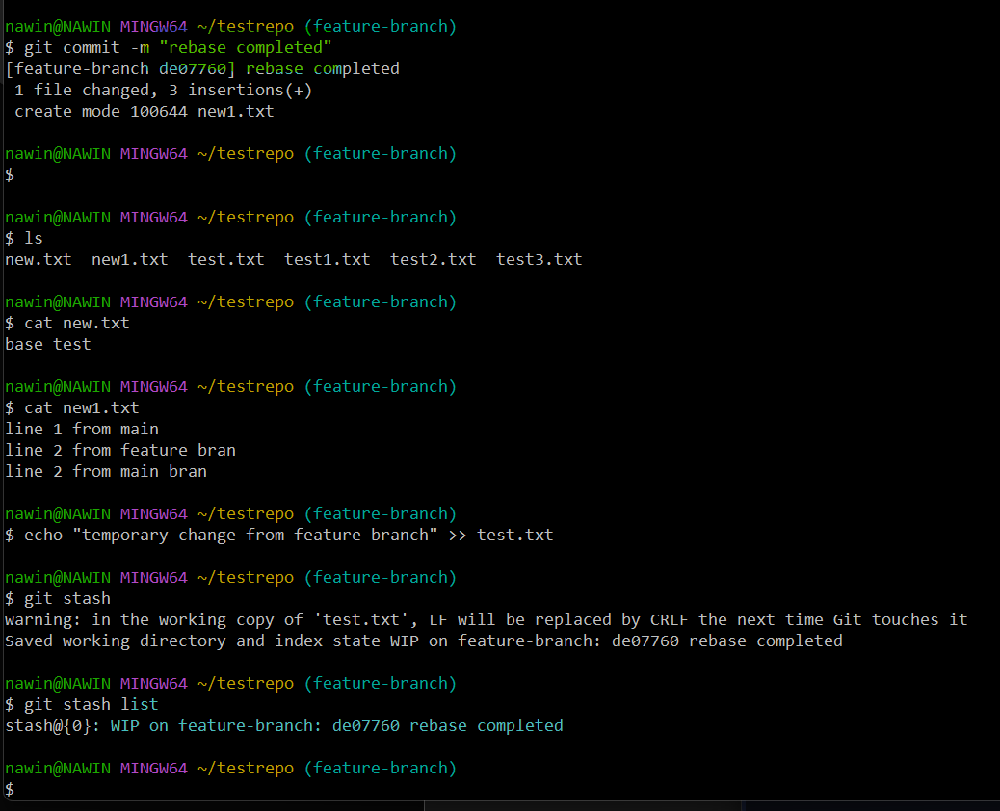 nawin@NAWIN MINGW64 ~/testrepo (feature-branch)
$ git commit -m "rebase completed"
[feature-branch de07760] rebase completed
 1 file changed, 3 insertions(+)
 create mode 100644 new1.txt

nawin@NAWIN MINGW64 ~/testrepo (feature-branch)
$

nawin@NAWIN MINGW64 ~/testrepo (feature-branch)
$ ls
new.txt  new1.txt  test.txt  test1.txt  test2.txt  test3.txt

nawin@NAWIN MINGW64 ~/testrepo (feature-branch)
$ cat new.txt
base test

nawin@NAWIN MINGW64 ~/testrepo (feature-branch)
$ cat new1.txt
line 1 from main
line 2 from feature bran
line 2 from main bran

nawin@NAWIN MINGW64 ~/testrepo (feature-branch)
$ echo "temporary change from feature branch" >> test.txt

nawin@NAWIN MINGW64 ~/testrepo (feature-branch)
$ git stash
warning: in the working copy of 'test.txt', LF will be replaced by CRLF the next time Git touches it
Saved working directory and index state WIP on feature-branch: de07760 rebase completed

nawin@NAWIN MINGW64 ~/testrepo (feature-branch)
$ git stash list
stash@{0}: WIP on feature-branch: de07760 rebase completed

nawin@NAWIN MINGW64 ~/testrepo (feature-branch)
$